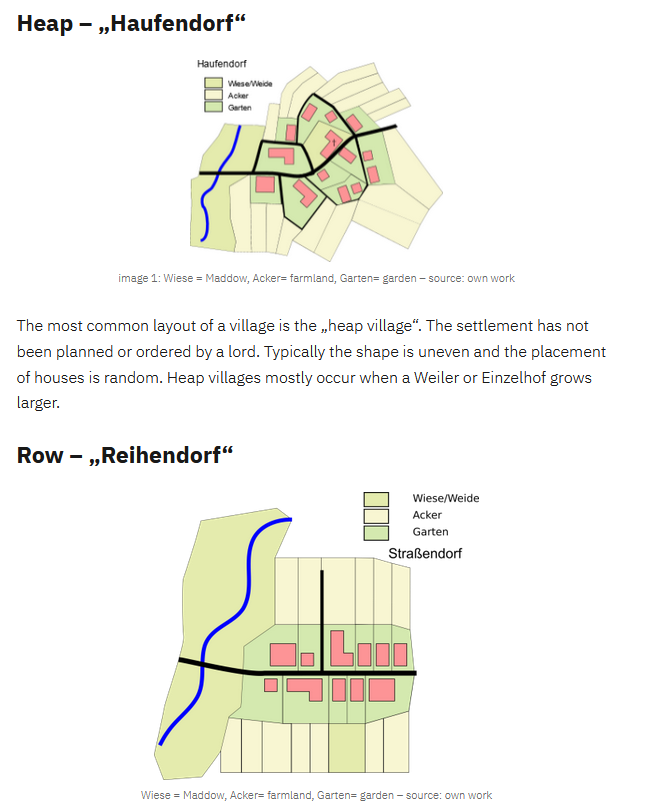 Heap – „Haufendorf“
Haufendorf
Wiese/Weide
Acker
Garten
image 1: Wiese = Maddow, Acker= farmland, Garten= garden – source: own work
The most common layout of a village is the „heap village“. The settlement has not
been planned or ordered by a lord. Typically the shape is uneven and the placement
of houses is random. Heap villages mostly occur when a Weiler or Einzelhof grows
larger.
Row – „Reihendorf“
Wiese/Weide
Acker
Garten
Straßendorf
Wiese = Maddow, Acker= farmland, Garten= garden – source: own work